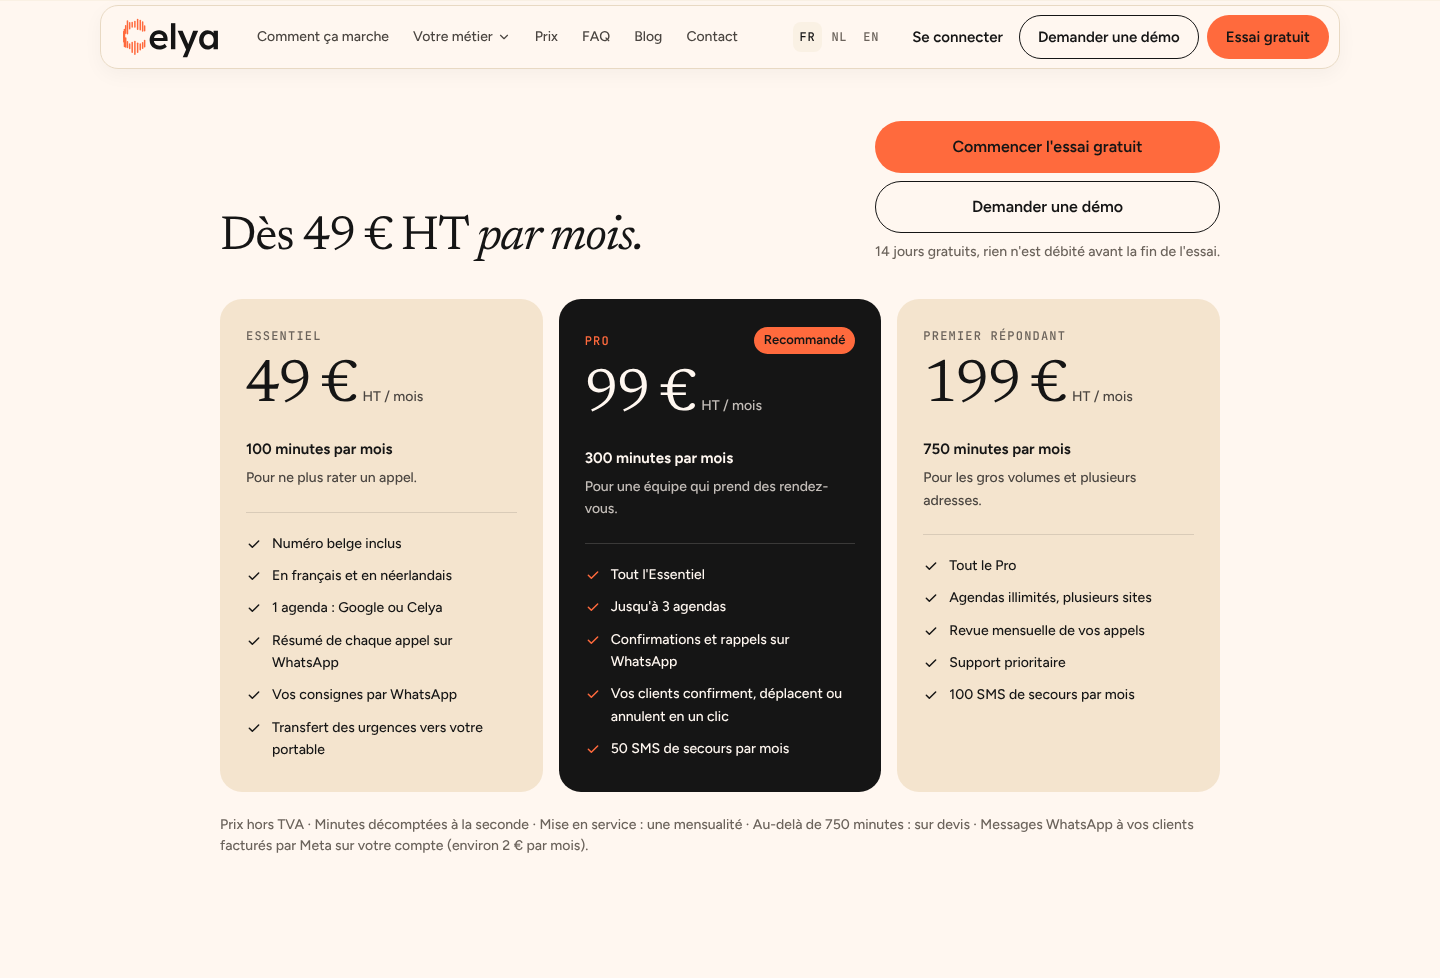 Celya
Comment ça marche
Votre métier
Prix
FAQ
Blog
Contact
FR
NL
EN
Se connecter
Demander une démo
Essai gratuit
Commencer l'essai gratuit
Demander une démo
Dès 49 € HT par mois.
14 jours gratuits, rien n'est débité avant la fin de l'essai.
ESSENTIEL
49 € HT / mois
100 minutes par mois
Pour ne plus rater un appel.
Numéro belge inclus
En français et en néerlandais
1 agenda : Google ou Celya
Résumé de chaque appel sur
WhatsApp
Vos consignes par WhatsApp
Transfert des urgences vers votre
portable
PRO
Recommandé
99 € HT / mois
300 minutes par mois
Pour une équipe qui prend des rendez-
vous.
Tout l'Essentiel
Jusqu'à 3 agendas
Confirmations et rappels sur
WhatsApp
Vos clients confirment, déplacent ou
annulent en un clic
50 SMS de secours par mois
PREMIER RÉPONDANT
199 € HT / mois
750 minutes par mois
Pour les gros volumes et plusieurs
adresses.
Tout le Pro
Agendas illimités, plusieurs sites
Revue mensuelle de vos appels
Support prioritaire
100 SMS de secours par mois
Prix hors TVA · Minutes décomptées à la seconde · Mise en service : une mensualité · Au-delà de 750 minutes : sur devis · Messages WhatsApp à vos clients
facturés par Meta sur votre compte (environ 2 € par mois).